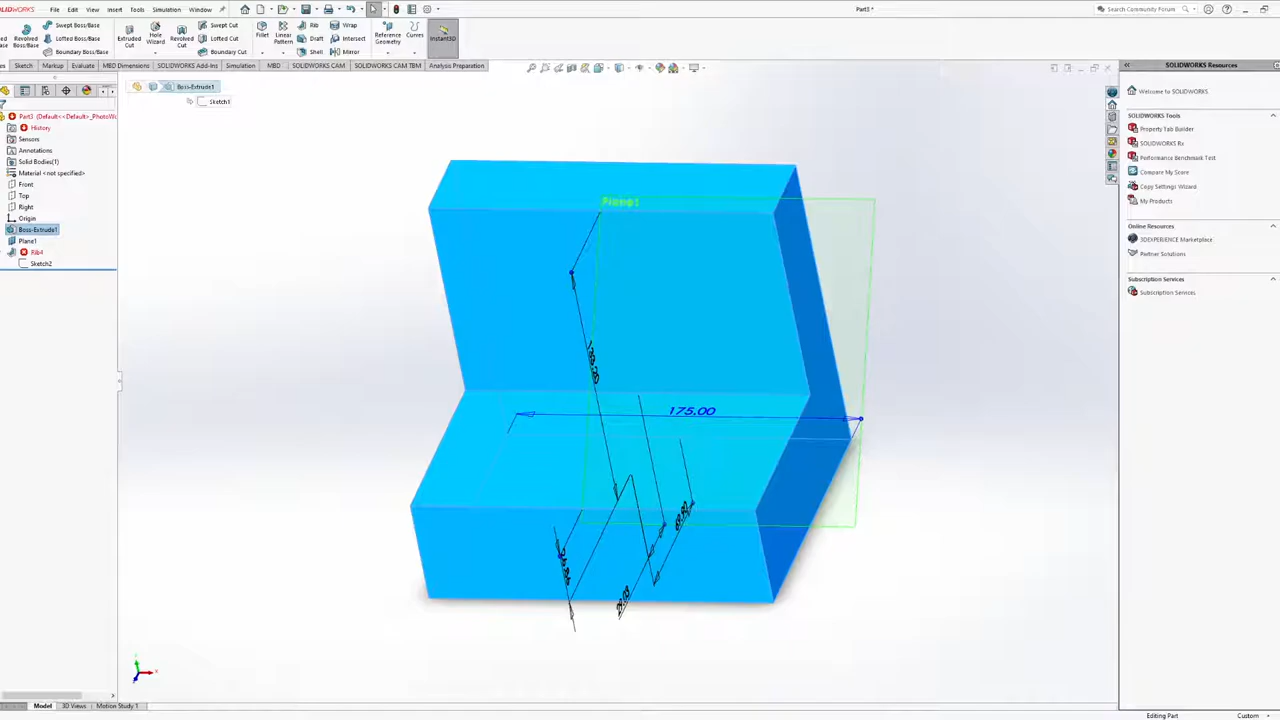 SOLIDWORKS File Edit View Insert Tools Simulation Window Part3 * Search Community Forum
Revolved Boss/Base
Swept Boss/Base
Lofted Boss/Base
Boundary Boss/Base
Extruded Cut
Hole Wizard
Revolved Cut
Swept Cut
Lofted Cut
Boundary Cut
Fillet
Linear Pattern
Rib
Draft
Shell
Wrap
Intersect
Mirror
Reference Geometry
Curves
Instant3D
Sketch Markup Evaluate MBD Dimensions SOLIDWORKS Add-Ins Simulation MBD SOLIDWORKS CAM SOLIDWORKS CAM TBM Analysis Preparation
Boss-Extrude1
Sketch1
Part3 (Default<<Default>_PhotoWo
History
Sensors
Annotations
Solid Bodies(1)
Material <not specified>
Front
Top
Right
Origin
Boss-Extrude1
Plane1
Rib4
Sketch2
Plane1
175.00
SOLIDWORKS Resources
Welcome to SOLIDWORKS
SOLIDWORKS Tools
Property Tab Builder
SOLIDWORKS Rx
Performance Benchmark Test
Compare My Score
Copy Settings Wizard
My Products
Online Resources
3DEXPERIENCE Marketplace
Partner Solutions
Subscription Services
Subscription Services
Model 3D Views Motion Study 1
Editing Part Custom